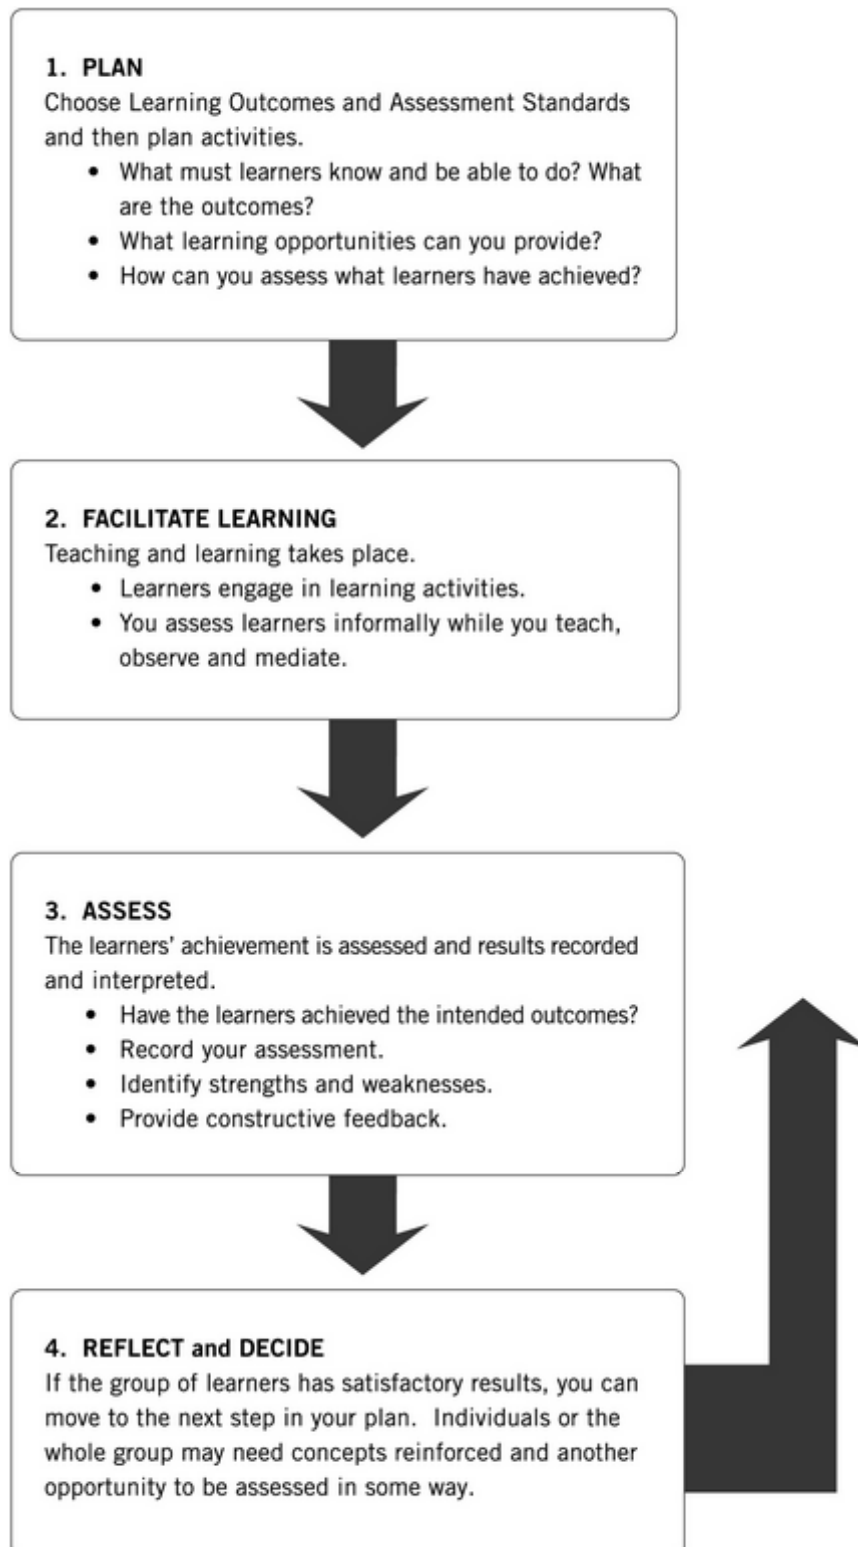 1. PLAN
Choose Learning Outcomes and Assessment Standards
and then plan activities.
• What must learners know and be able to do? What
are the outcomes?
• What learning opportunities can you provide?
• How can you assess what learners have achieved?
2. FACILITATE LEARNING
Teaching and learning takes place.
• Learners engage in learning activities.
• You assess learners informally while you teach,
observe and mediate.
3. ASSESS
The learners’ achievement is assessed and results recorded
and interpreted.
• Have the learners achieved the intended outcomes?
• Record your assessment.
• Identify strengths and weaknesses.
• Provide constructive feedback.
4. REFLECT and DECIDE
If the group of learners has satisfactory results, you can
move to the next step in your plan. Individuals or the
whole group may need concepts reinforced and another
opportunity to be assessed in some way.